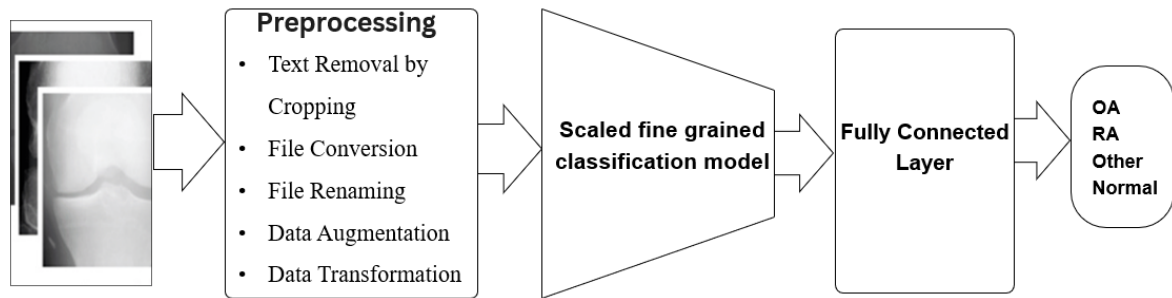 Preprocessing
• Text Removal by
Cropping
• File Conversion
• File Renaming
• Data Augmentation
• Data Transformation
Scaled fine grained
classification model
Fully Connected
Layer
OA
RA
Other
Normal